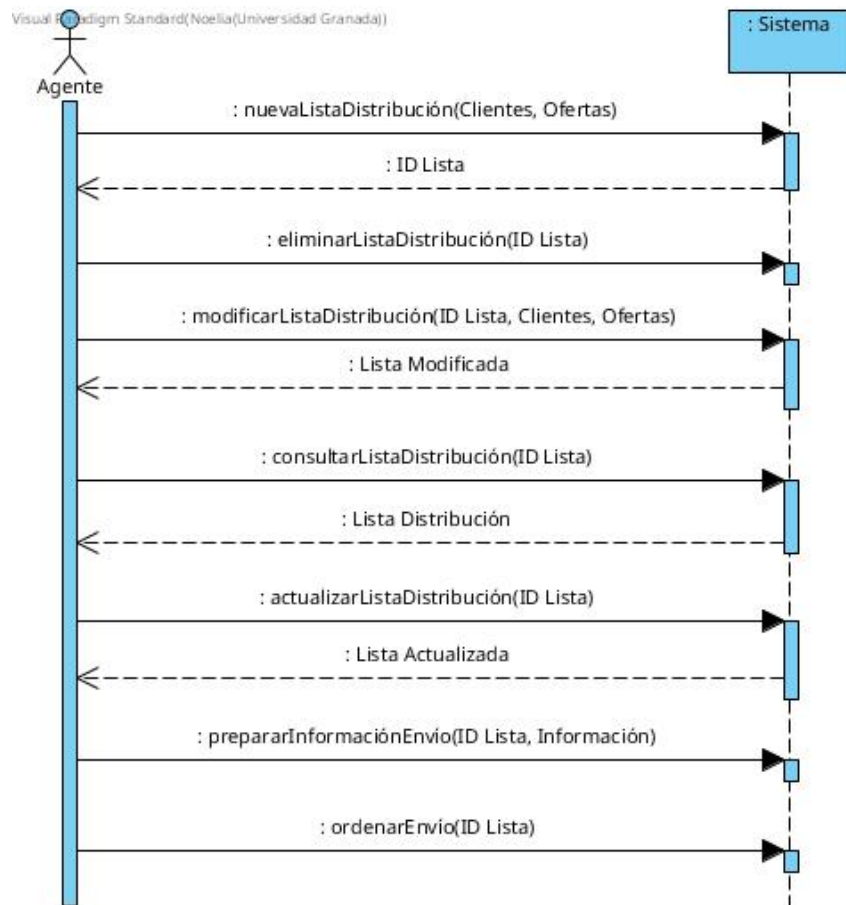 Visual Paradigm Standard(Noelia(Universidad Granada))
: Sistema
Agente
: nuevaListaDistribución(Clientes, Ofertas)
: ID Lista
: eliminarListaDistribución(ID Lista)
: modificarListaDistribución(ID Lista, Clientes, Ofertas)
: Lista Modificada
: consultarListaDistribución(ID Lista)
: Lista Distribución
: actualizarListaDistribución(ID Lista)
: Lista Actualizada
: prepararInformaciónEnvío(ID Lista, Información)
: ordenarEnvío(ID Lista)